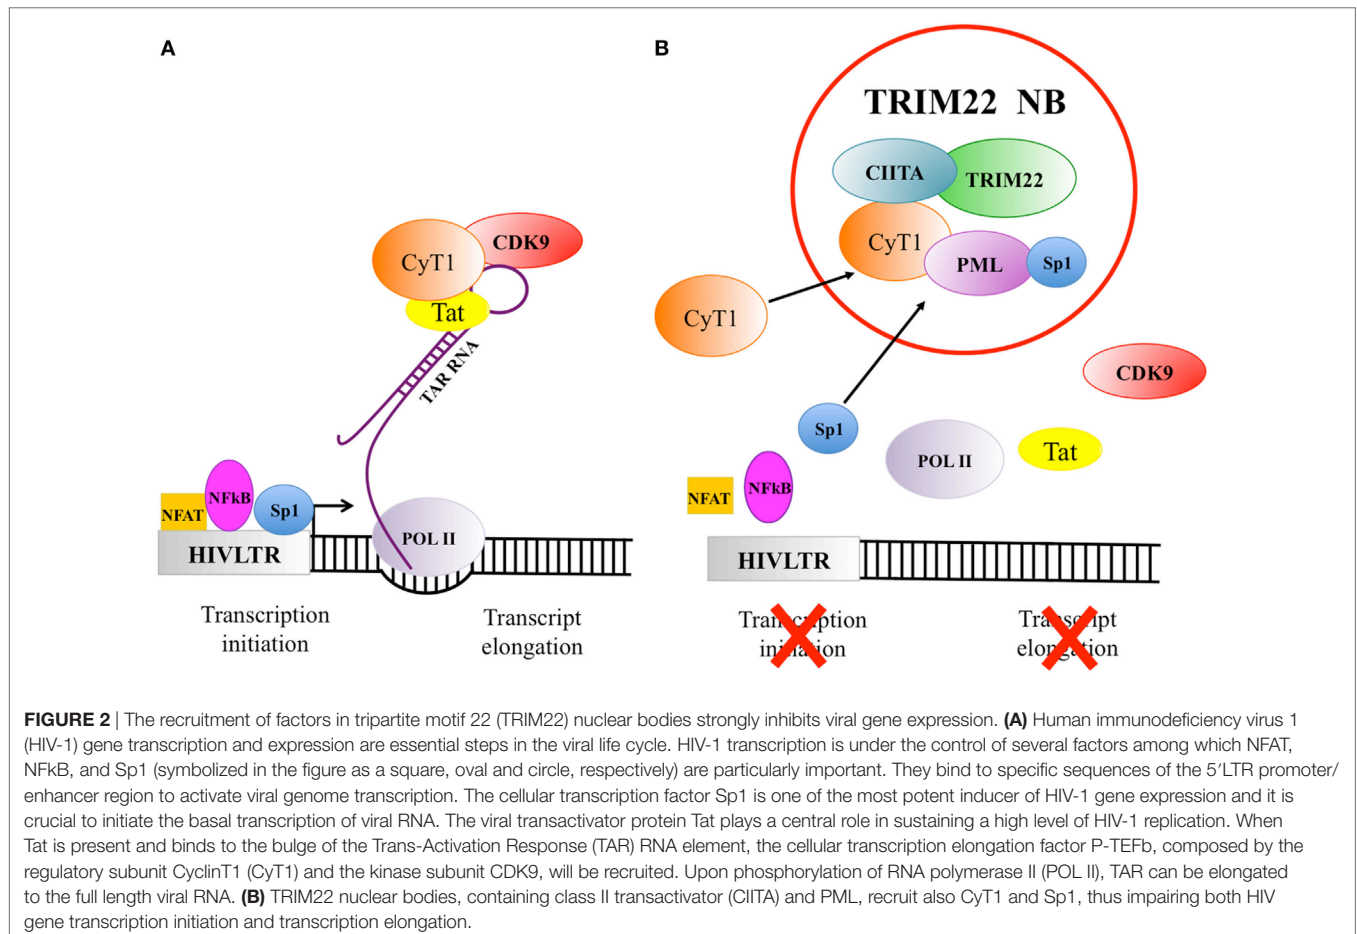 A
B
TRIM22 NB
CIITA
TRIM22
CyT1
CDK9
CyT1
PML
Sp1
Tat
CyT1
TAR RNA
CDK9
Sp1
Tat
POL II
NFkB
NFkB
NFAT
Sp1
NFAT
POL II
HIVLTR
HIVLTR
Transcription
initiation
Transcript
elongation
Transcription
initiation
Transcript
elongation
FIGURE 2 | The recruitment of factors in tripartite motif 22 (TRIM22) nuclear bodies strongly inhibits viral gene expression. (A) Human immunodeficiency virus 1
(HIV-1) gene transcription and expression are essential steps in the viral life cycle. HIV-1 transcription is under the control of several factors among which NFAT,
NFkB, and Sp1 (symbolized in the figure as a square, oval and circle, respectively) are particularly important. They bind to specific sequences of the 5′LTR promoter/
enhancer region to activate viral genome transcription. The cellular transcription factor Sp1 is one of the most potent inducer of HIV-1 gene expression and it is
crucial to initiate the basal transcription of viral RNA. The viral transactivator protein Tat plays a central role in sustaining a high level of HIV-1 replication. When
Tat is present and binds to the bulge of the Trans-Activation Response (TAR) RNA element, the cellular transcription elongation factor P-TEFb, composed by the
regulatory subunit CyclinT1 (CyT1) and the kinase subunit CDK9, will be recruited. Upon phosphorylation of RNA polymerase II (POL II), TAR can be elongated
to the full length viral RNA. (B) TRIM22 nuclear bodies, containing class II transactivator (CIITA) and PML, recruit also CyT1 and Sp1, thus impairing both HIV
gene transcription initiation and transcription elongation.